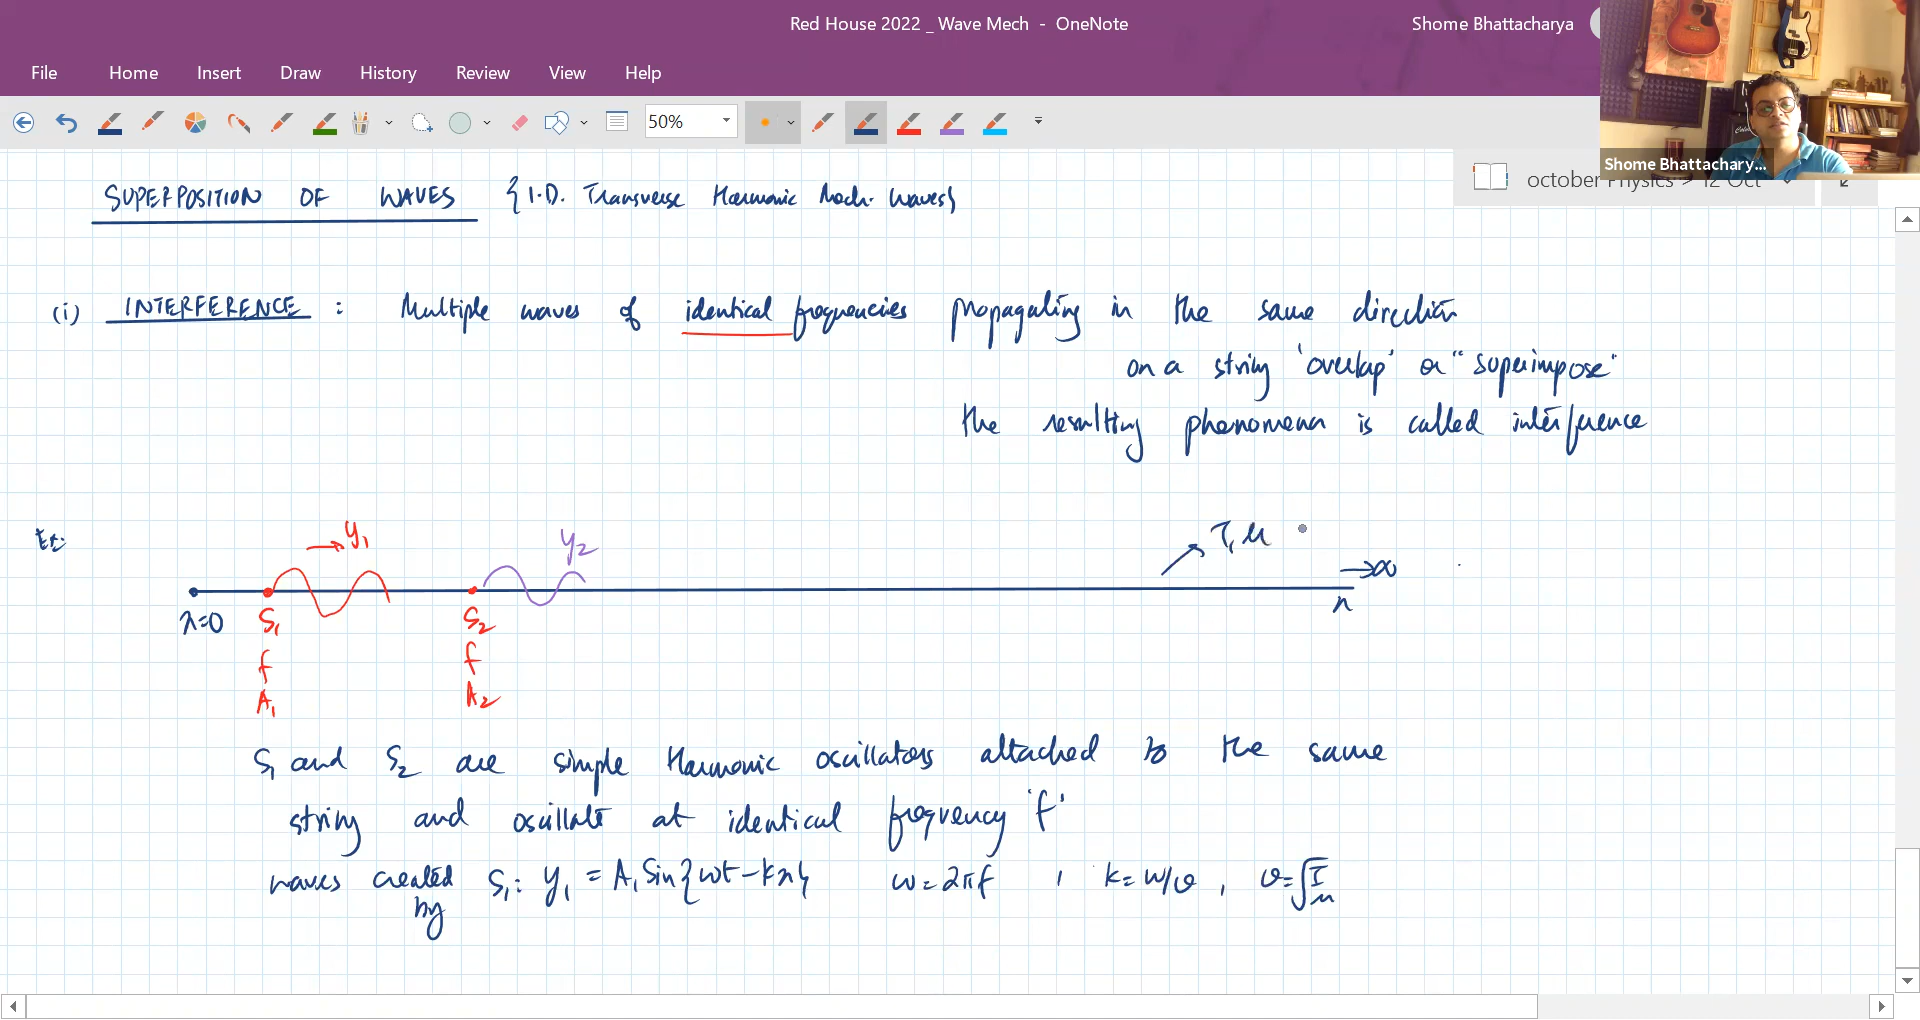 Red House 2022 _ Wave Mech - OneNote
Shome Bhattacharya
File Home Insert Draw History Review View Help
50%
Shome Bhattachary...
october Physics > 12 Oct
SUPERPOSITION OF WAVES {1.D. Transverse Harmonic Mech. Waves}
(i) INTERFERENCE : Multiple waves of identical frequencies propagating in the same direction
on a string 'overlap' or "superimpose"
the resulting phenomena is called interference
Ex:
→ y₁
y₂
T, μ
→ ∞
x=0
S₁
S₂
x
f
f
A₁
A₂
S₁ and S₂ are simple Harmonic oscillators attached to the same
string and oscillate at identical frequency 'f'
waves created by S₁: y₁ = A₁ Sin{ωt - kx} ω = 2πf , k = ω/v , v = √(T/μ)